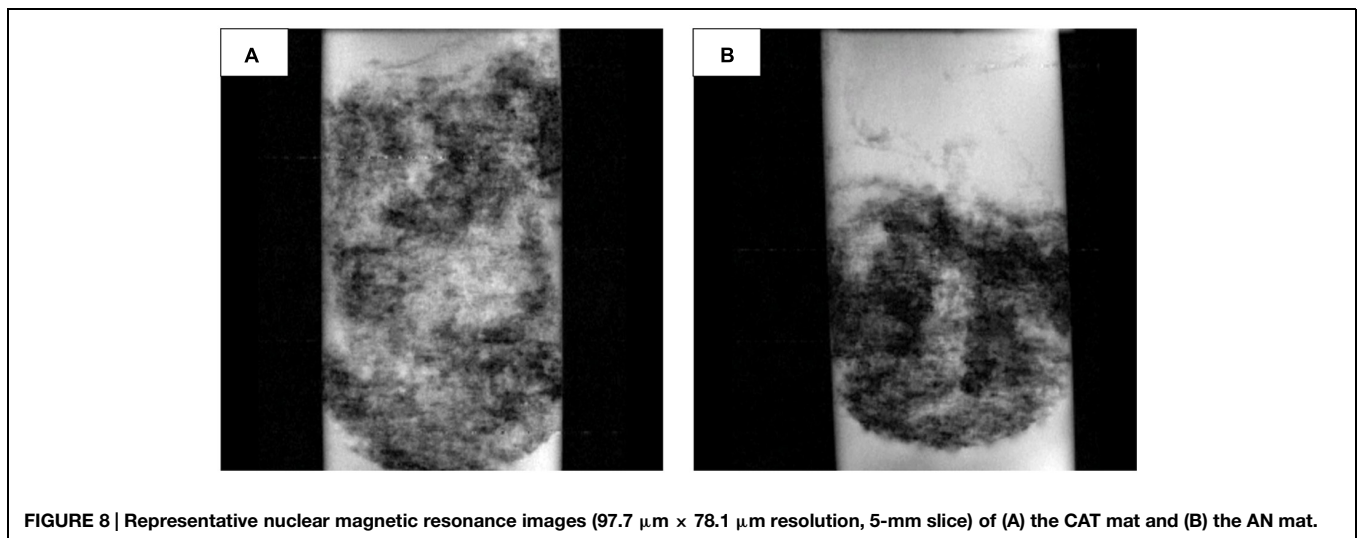 A
B
FIGURE 8 | Representative nuclear magnetic resonance images (97.7 μm × 78.1 μm resolution, 5-mm slice) of (A) the CAT mat and (B) the AN mat.